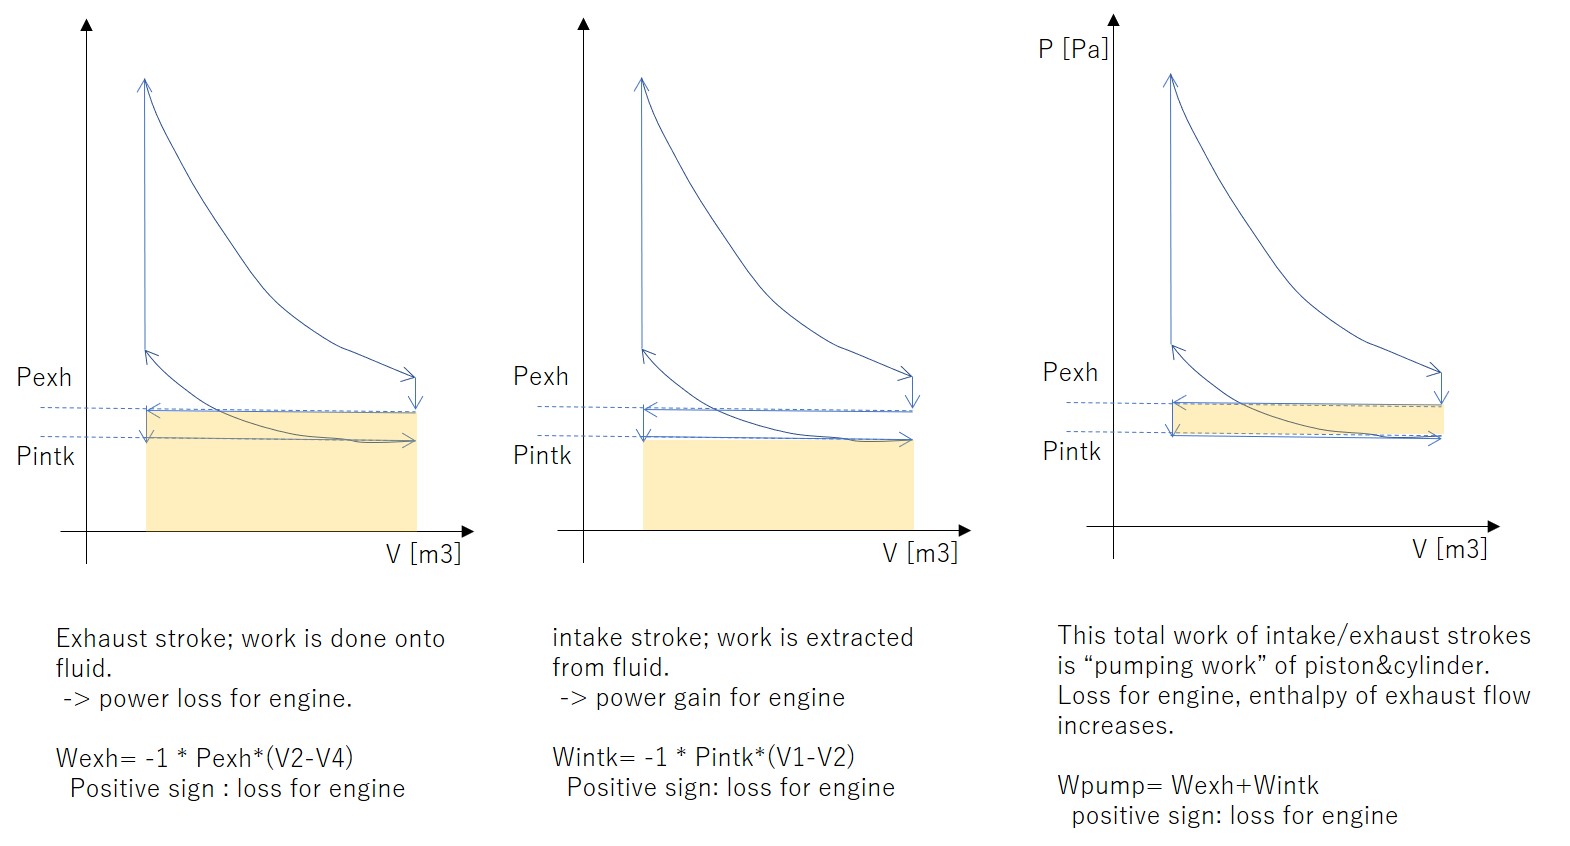 Pexh
Pintk
V [m3]
Exhaust stroke; work is done onto
fluid.
-> power loss for engine.
Wexh= -1 * Pexh*(V2-V4)
Positive sign : loss for engine
Pexh
Pintk
V [m3]
intake stroke; work is extracted
from fluid.
-> power gain for engine
Wintk= -1 * Pintk*(V1-V2)
Positive sign: loss for engine
P [Pa]
Pexh
Pintk
V [m3]
This total work of intake/exhaust strokes
is “pumping work” of piston&cylinder.
Loss for engine, enthalpy of exhaust flow
increases.
Wpump= Wexh+Wintk
positive sign: loss for engine